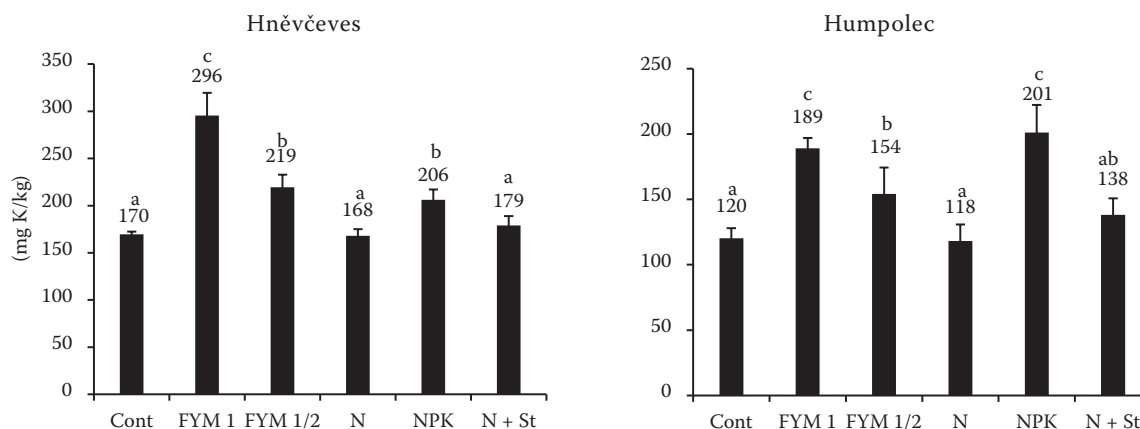 Hněvčeves
(mg K/kg)
350
300
250
200
150
100
50
0
a
170
c
296
b
219
a
168
b
206
a
179
Cont FYM 1 FYM 1/2 N NPK N + St
Humpolec
250
200
150
100
50
0
a
120
c
189
b
154
a
118
c
201
ab
138
Cont FYM 1 FYM 1/2 N NPK N + St